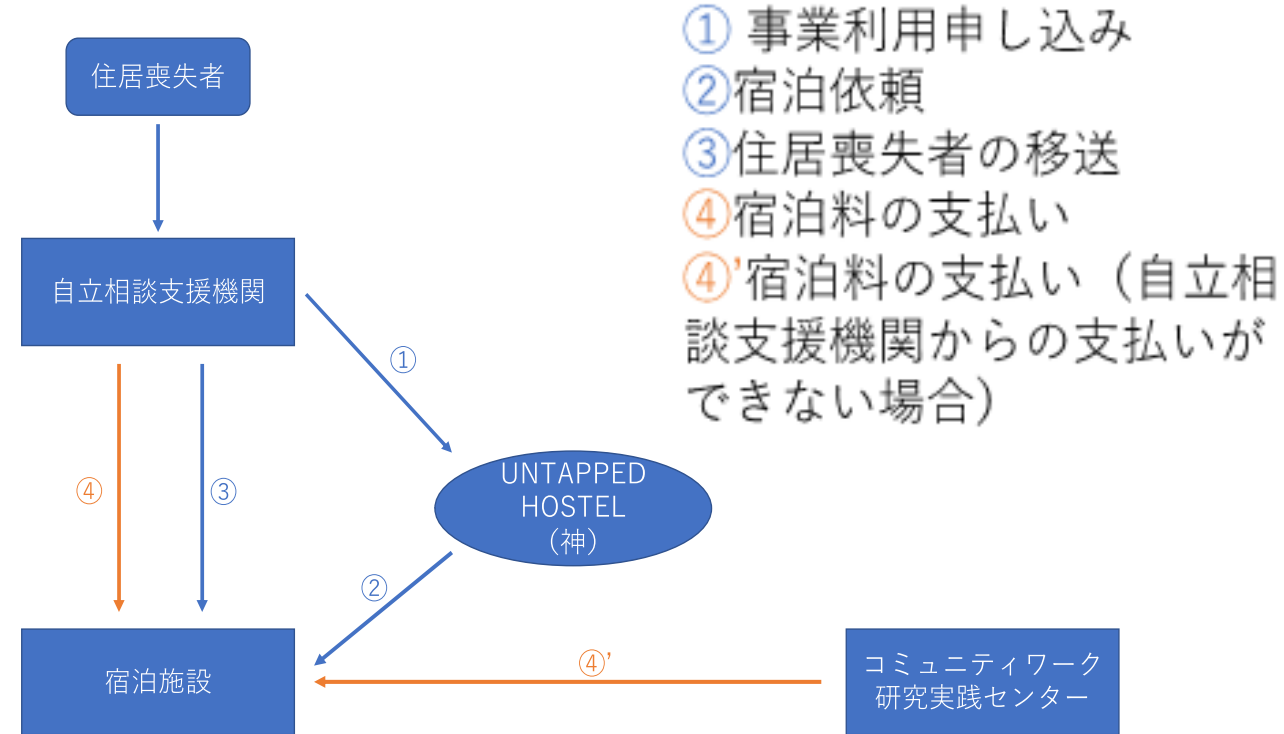 住居喪失者
自立相談支援機関
①
④
③
UNTAPPED
HOSTEL
(神)
②
宿泊施設
④’
コミュニティワーク
研究実践センター
① 事業利用申し込み
②宿泊依頼
③住居喪失者の移送
④宿泊料の支払い
④’宿泊料の支払い（自立相
談支援機関からの支払いが
できない場合）